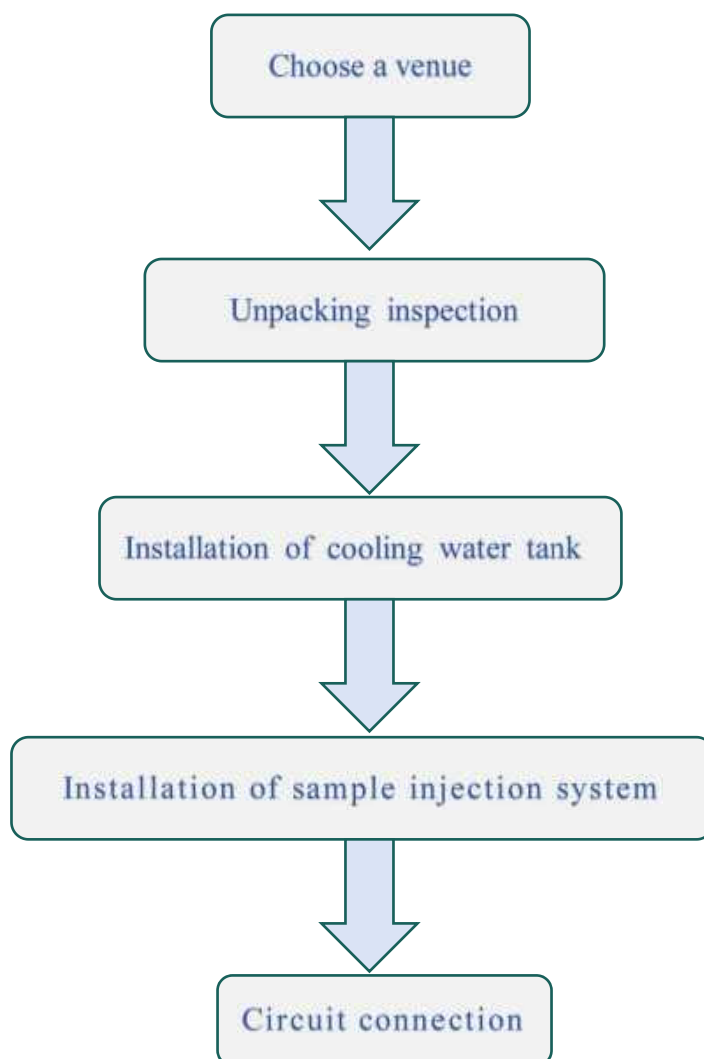 Choose a venue
Unpacking inspection
Installation of cooling water tank
Installation of sample injection system
Circuit connection